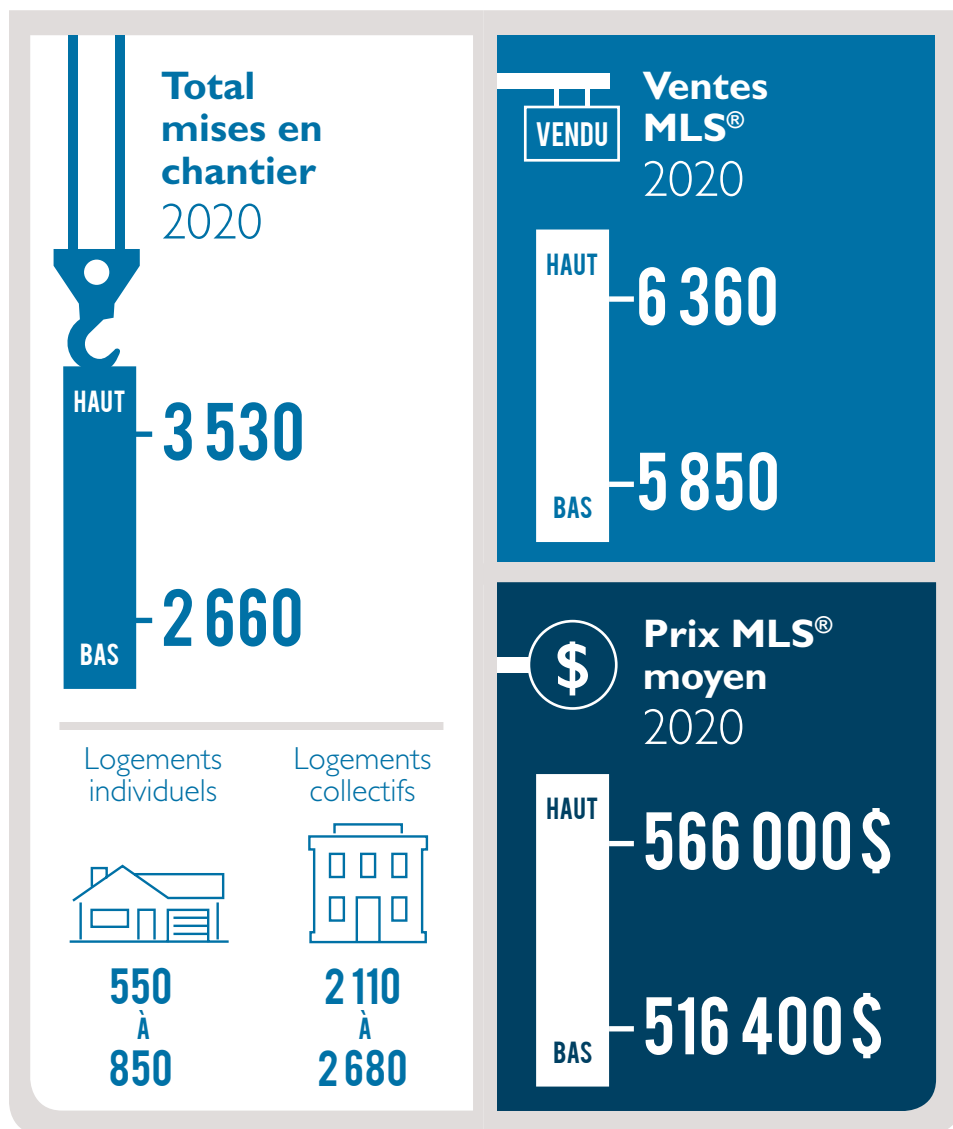 Total
mises en
chantier
2020
HAUT
3 530
2 660
BAS
Logements
individuels
550
À
850
Logements
collectifs
2 110
À
2 680
VENDU
Ventes
MLS®
2020
HAUT
6 360
5 850
BAS
$
Prix MLS®
moyen
2020
HAUT
566 000 $
516 400 $
BAS